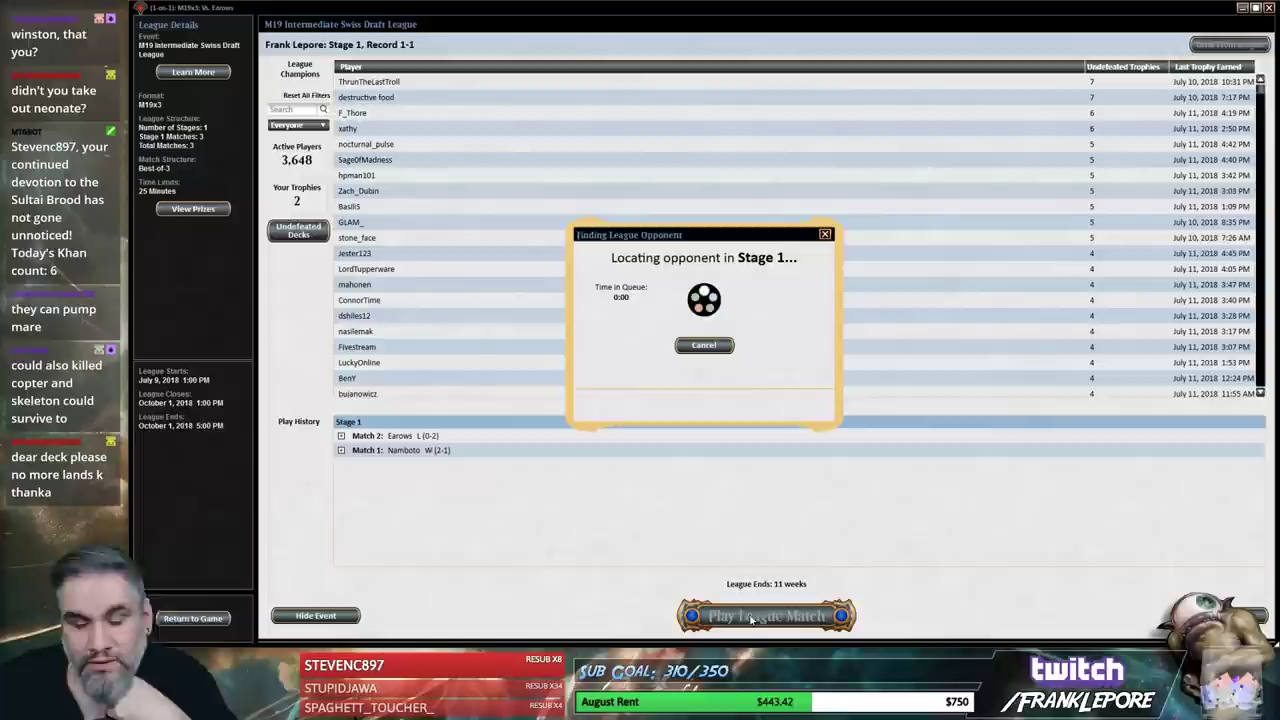 winston, that
you?
didn't you take
out neonate?
MTGBOT
Stevenc897, your
continued
devotion to the
Sultai Brood has
not gone
unnoticed!
Today's Khan
count: 6
they can pump
mare
could also killed
copter and
skeleton could
survive to
dear deck please
no more lands k
thanka
(1-on-1): M19x3: Vs. Earows
League Details
Event:
M19 Intermediate Swiss Draft
League
Learn More
Format:
M19x3
League Structure:
Number of Stages: 1
Stage 1 Matches: 3
Total Matches: 3
Match Structure:
Best-of-3
Time Limits:
25 Minutes
View Prizes
League Starts:
July 9, 2018 1:00 PM
League Closes:
October 1, 2018 1:00 PM
League Ends:
October 1, 2018 5:00 PM
Return to Game
M19 Intermediate Swiss Draft League
Frank Lepore: Stage 1, Record 1-1
League
Champions
Reset All Filters
Search
Everyone
Active Players
3,648
Your Trophies
2
Undefeated
Decks
Player Undefeated Trophies Last Trophy Earned
ThrunTheLastTroll 7 July 10, 2018 10:31 PM
destructive food 7 July 10, 2018 7:17 PM
F_Thore 6 July 11, 2018 4:19 PM
xathy 6 July 11, 2018 2:50 PM
nocturnal_pulse 5 July 11, 2018 4:42 PM
SageOfMadness 5 July 11, 2018 4:40 PM
hpman101 5 July 11, 2018 3:42 PM
Zach_Dubin 5 July 11, 2018 3:03 PM
BasiliS 5 July 11, 2018 1:09 PM
GLAM_ 5 July 10, 2018 8:35 PM
stone_face 5 July 10, 2018 7:26 AM
Jester123 4 July 11, 2018 4:45 PM
LordTupperware 4 July 11, 2018 4:05 PM
mahonen 4 July 11, 2018 3:47 PM
ConnorTime 4 July 11, 2018 3:40 PM
dshiles12 4 July 11, 2018 3:28 PM
nasilemak 4 July 11, 2018 3:17 PM
Fivestream 4 July 11, 2018 3:07 PM
LuckyOnline 4 July 11, 2018 1:53 PM
BenY 4 July 11, 2018 12:24 PM
bujanowicz 4 July 11, 2018 11:55 AM
Finding League Opponent
Locating opponent in Stage 1...
Time in Queue:
0:00
Cancel
Play History
Stage 1
Match 2: Earows L (0-2)
Match 1: Namboto W (2-1)
League Ends: 11 weeks
Hide Event
Play League Match
STEVENC897 RESUB X8
STUPIDJAWA RESUB X34
SPAGHETT_TOUCHER_ RESUB X4
SUB GOAL: 310/350
August Rent $443.42 $750
twitch
/FRANKLEPORE